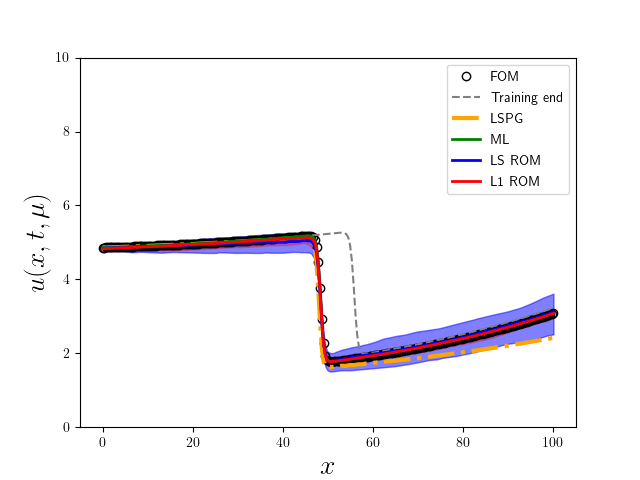 10
8
6
4
2
0
u(x, t, μ)
0 20 40 60 80 100
x
FOM
Training end
LSPG
ML
LS ROM
L1 ROM